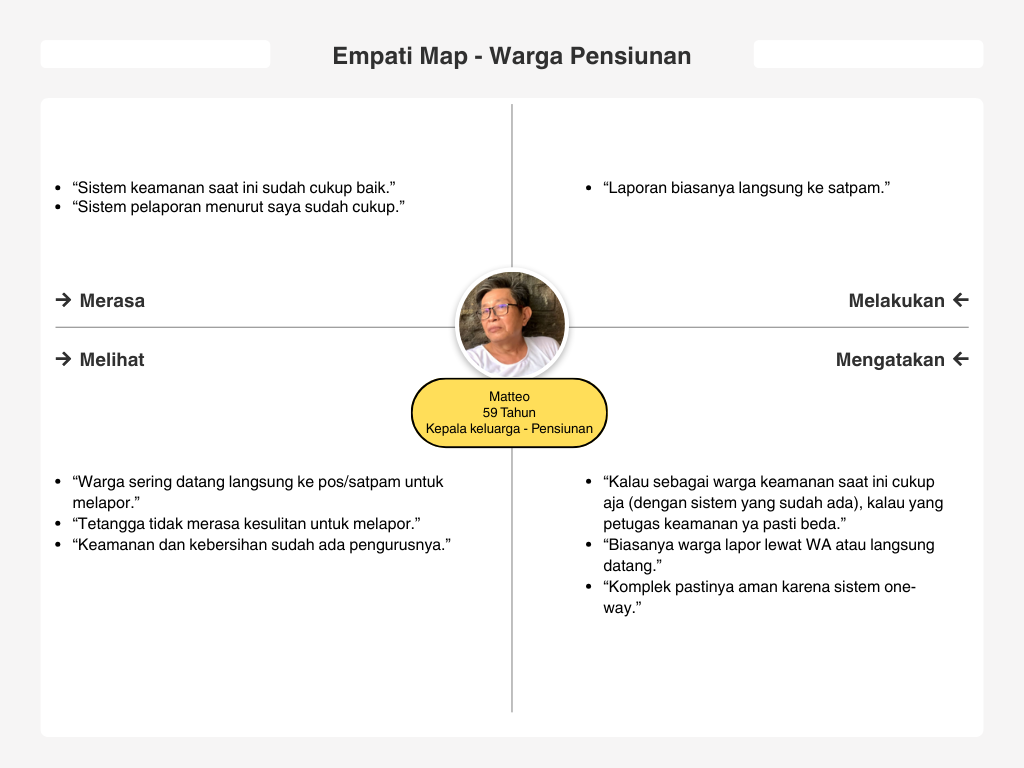 Empati Map - Warga Pensiunan
• “Sistem keamanan saat ini sudah cukup baik.”
• “Sistem pelaporan menurut saya sudah cukup.”
• “Laporan biasanya langsung ke satpam.”
→ Merasa
Melakukan ←
→ Melihat
Mengatakan ←
Matteo
59 Tahun
Kepala keluarga - Pensiunan
• “Warga sering datang langsung ke pos/satpam untuk
melapor.”
• “Tetangga tidak merasa kesulitan untuk melapor.”
• “Keamanan dan kebersihan sudah ada pengurusnya.”
• “Kalau sebagai warga keamanan saat ini cukup
aja (dengan sistem yang sudah ada), kalau yang
petugas keamanan ya pasti beda.”
• “Biasanya warga lapor lewat WA atau langsung
datang.”
• “Komplek pastinya aman karena sistem one-
way.”